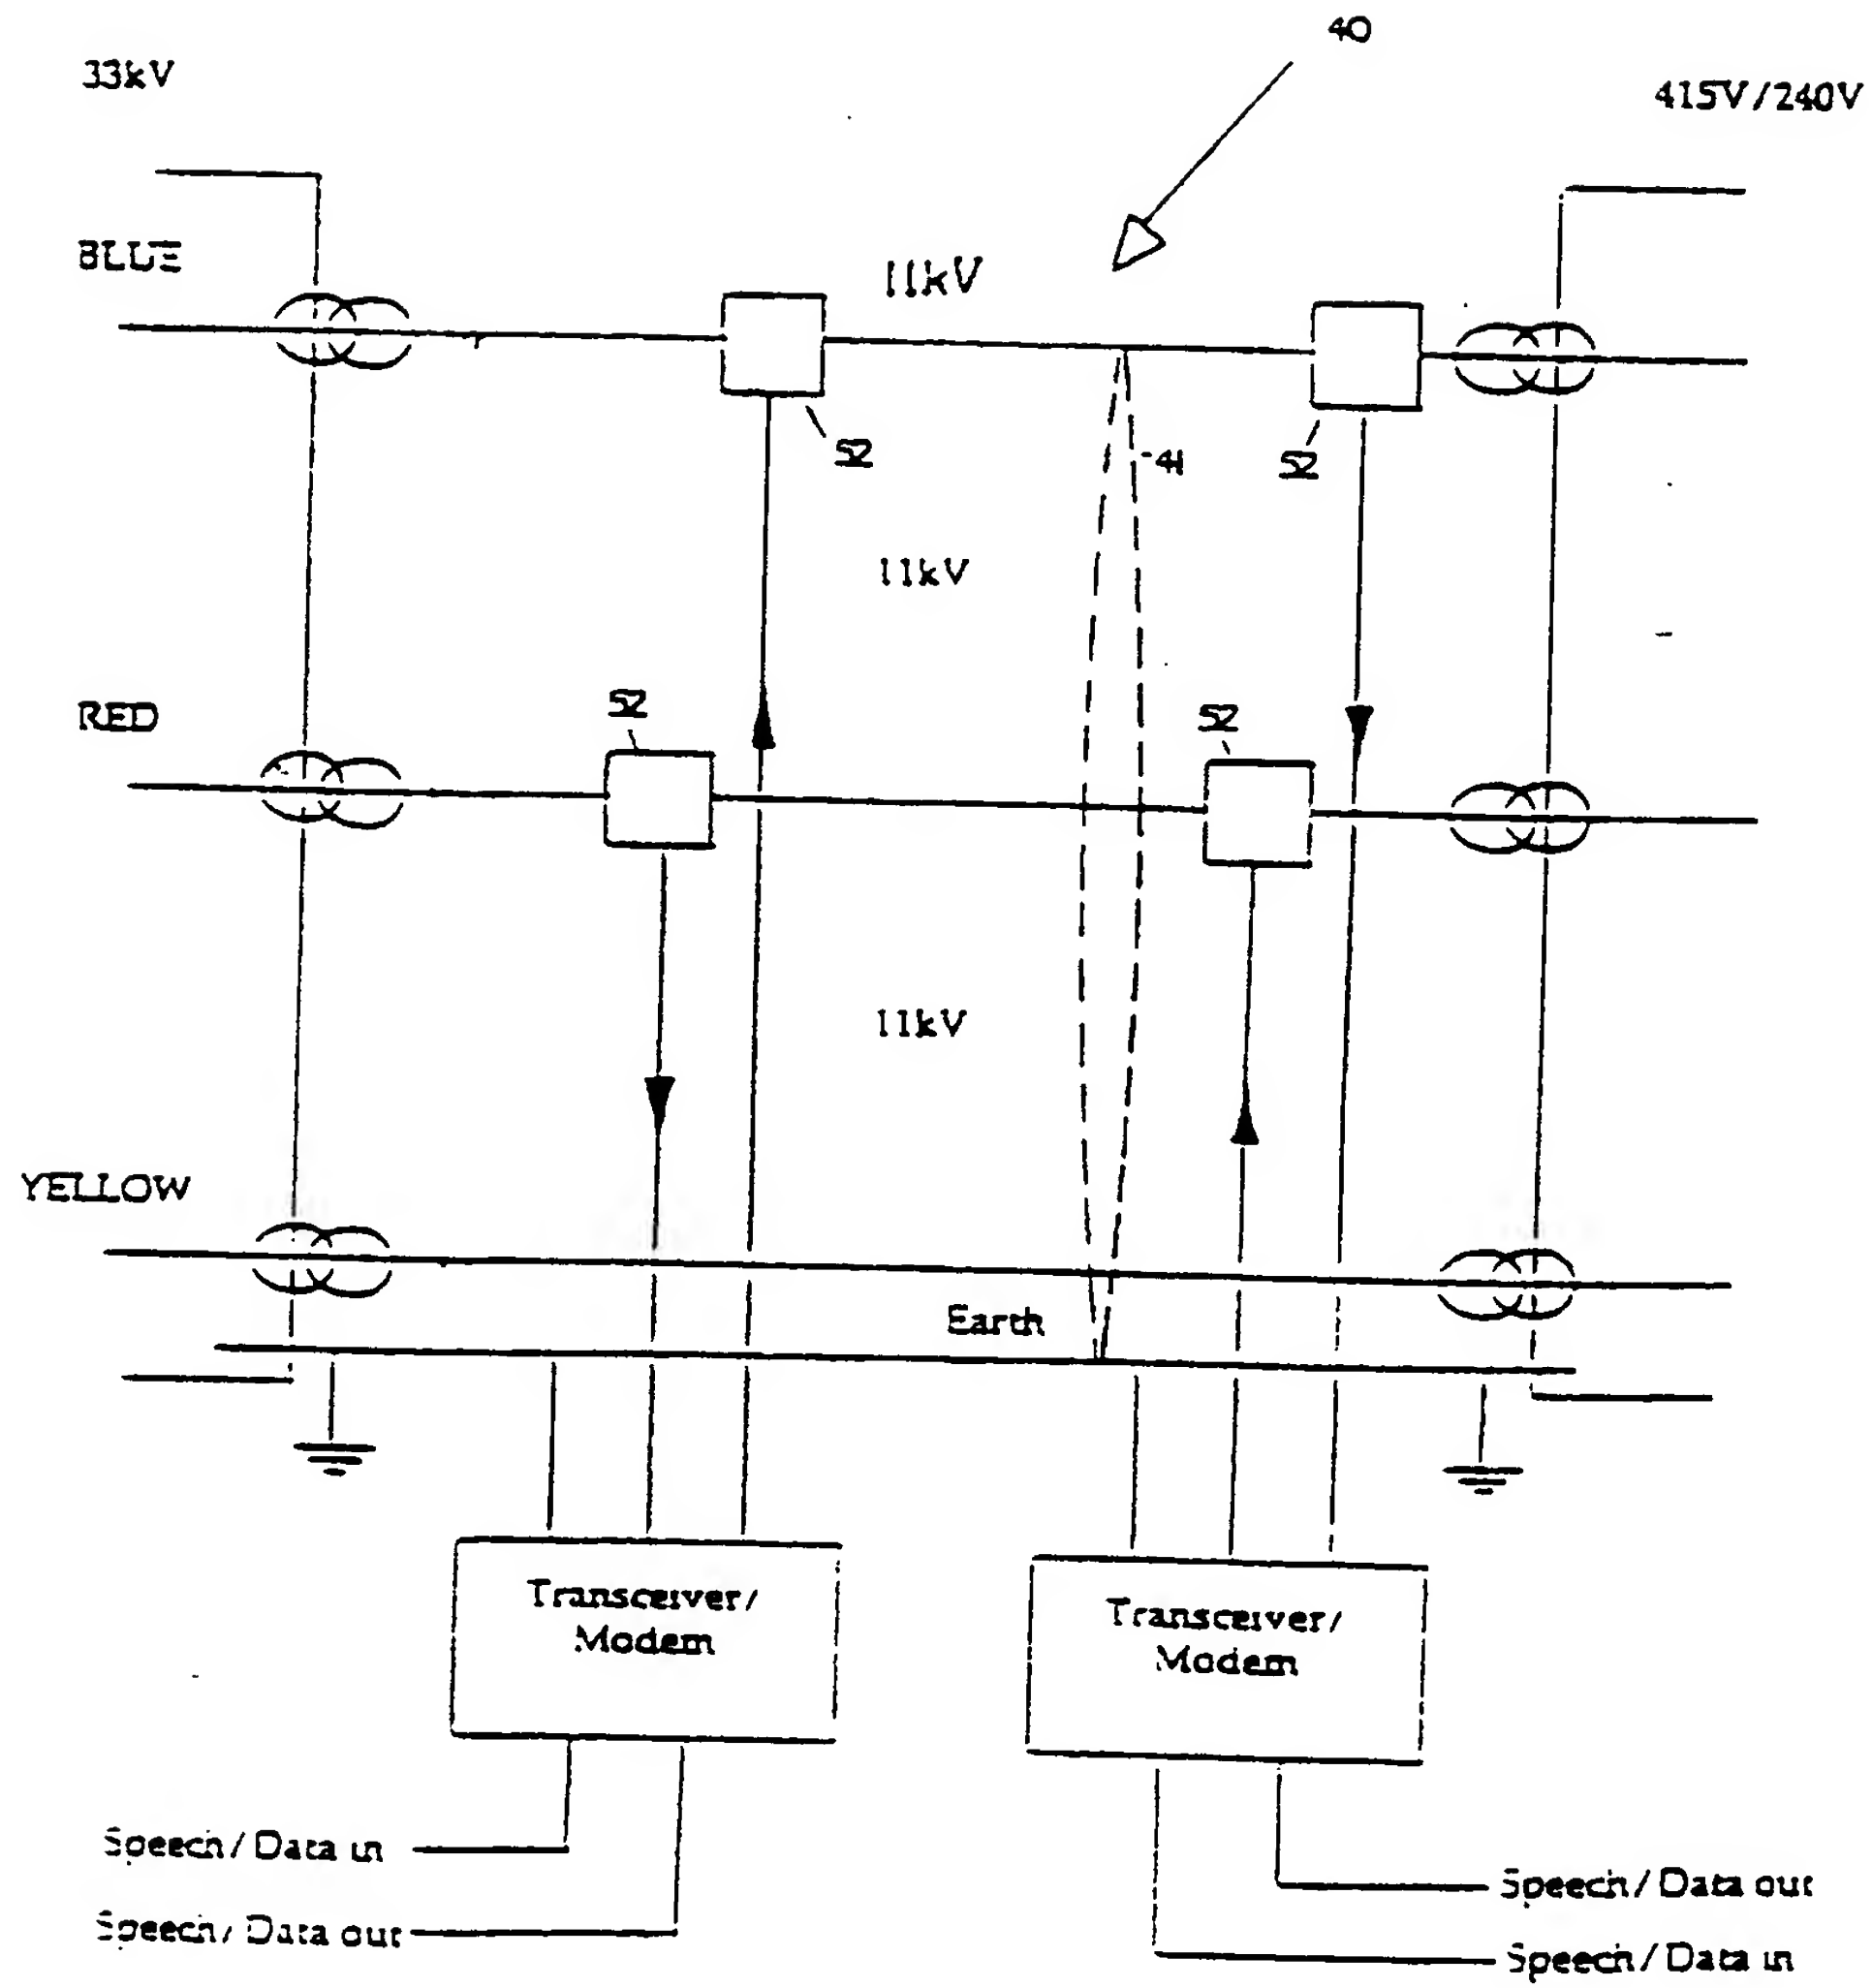 40
33kV
415V/240V
BLUE
11kV
52
52
41
11kV
RED
52
52
11kV
YELLOW
Earth
Transceiver/
Modem
Transceiver/
Modem
Speech/Data in
Speech/Data out
Speech/Data out
Speech/Data in